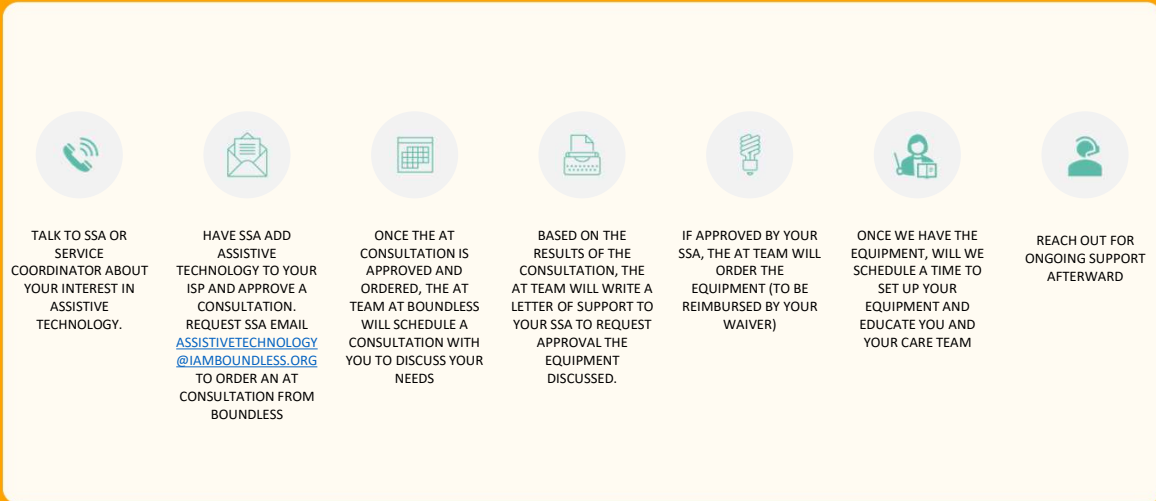 TALK TO SSA OR
SERVICE
COORDINATOR ABOUT
YOUR INTEREST IN
ASSISTIVE
TECHNOLOGY.
HAVE SSA ADD
ASSISTIVE
TECHNOLOGY TO YOUR
ISP AND APPROVE A
CONSULTATION.
REQUEST SSA EMAIL
ASSISTIVETECHNOLOGY
@IAMBOUNDLESS.ORG
TO ORDER AN AT
CONSULTATION FROM
BOUNDLESS
ONCE THE AT
CONSULTATION IS
APPROVED AND
ORDERED, THE AT
TEAM AT BOUNDLESS
WILL SCHEDULE A
CONSULTATION WITH
YOU TO DISCUSS YOUR
NEEDS
BASED ON THE
RESULTS OF THE
CONSULTATION, THE
AT TEAM WILL WRITE A
LETTER OF SUPPORT TO
YOUR SSA TO REQUEST
APPROVAL THE
EQUIPMENT
DISCUSSED.
IF APPROVED BY YOUR
SSA, THE AT TEAM WILL
ORDER THE
EQUIPMENT (TO BE
REIMBURSED BY YOUR
WAIVER)
ONCE WE HAVE THE
EQUIPMENT, WILL WE
SCHEDULE A TIME TO
SET UP YOUR
EQUIPMENT AND
EDUCATE YOU AND
YOUR CARE TEAM
REACH OUT FOR
ONGOING SUPPORT
AFTERWARD